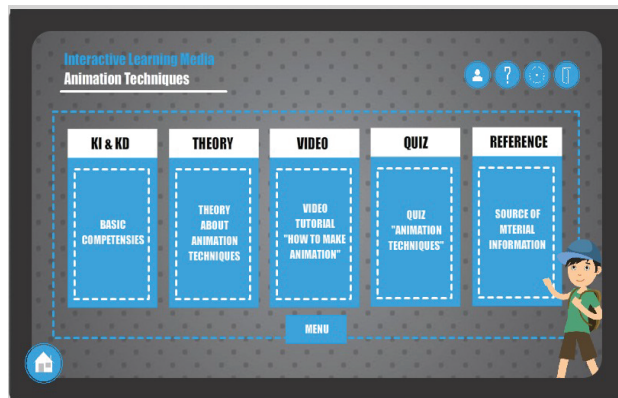 Interactive Learning Media
Animation Techniques
?
KI & KD
THEORY
VIDEO
QUIZ
REFERENCE
BASIC
COMPETENSIES
THEORY
ABOUT
ANIMATION
TECHNIQUES
VIDEO
TUTORIAL
"HOW TO MAKE
ANIMATION"
QUIZ
"ANIMATION
TECHNIQUES"
SOURCE OF
MTERIAL
INFORMATION
MENU